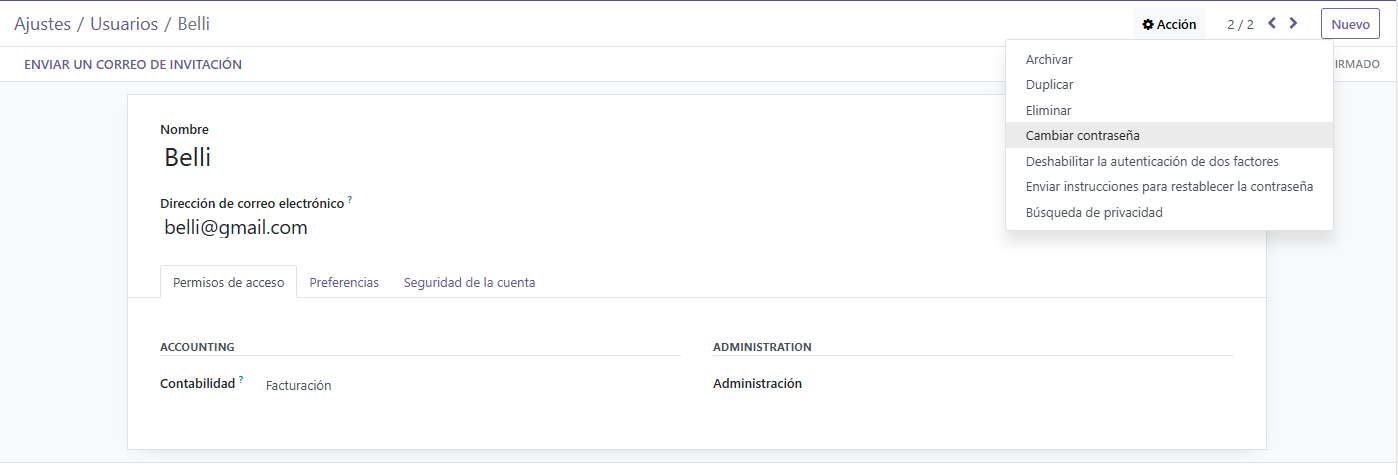 Ajustes / Usuarios / Belli
Acción 2 / 2 Nuevo
ENVIAR UN CORREO DE INVITACIÓN
IRMADO
Archivar
Duplicar
Eliminar
Cambiar contraseña
Deshabilitar la autenticación de dos factores
Enviar instrucciones para restablecer la contraseña
Búsqueda de privacidad
Nombre
Belli
Dirección de correo electrónico ?
belli@gmail.com
Permisos de acceso Preferencias Seguridad de la cuenta
ACCOUNTING
Contabilidad ? Facturación
ADMINISTRATION
Administración